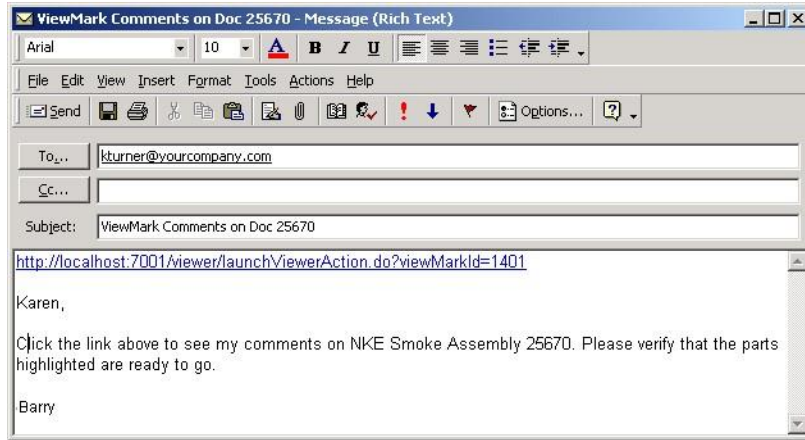 ViewMark Comments on Doc 25670 - Message (Rich Text)
Arial 10 A B I U
File Edit View Insert Format Tools Actions Help
Send Options...
To... kturner@yourcompany.com
Cc...
Subject: ViewMark Comments on Doc 25670
http://localhost:7001/viewer/launchViewerAction.do?viewMarkId=1401
Karen,
Click the link above to see my comments on NKE Smoke Assembly 25670. Please verify that the parts
highlighted are ready to go.
Barry